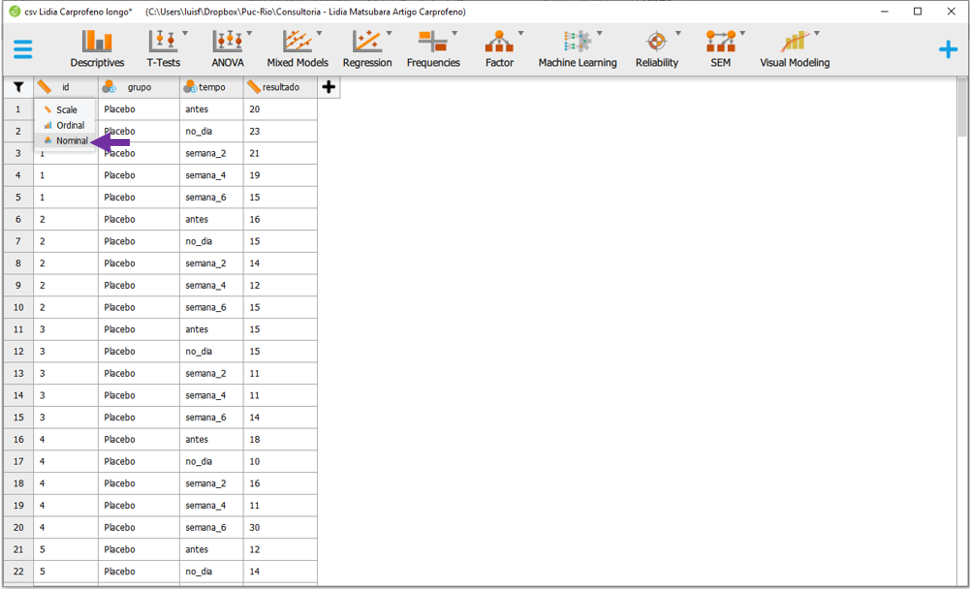 csv Lidia Carprofeno longo* (C:\Users\luisf\Dropbox\Puc-Rio\Consultoria - Lidia Matsubara Artigo Carprofeno)
Descriptives T-Tests ANOVA Mixed Models Regression Frequencies Factor Machine Learning Reliability SEM Visual Modeling
id grupo tempo resultado
1 Placebo antes 20
Scale
Ordinal
2 Placebo no_dia 23
Nominal
3 1 Placebo semana_2 21
4 1 Placebo semana_4 19
5 1 Placebo semana_6 15
6 2 Placebo antes 16
7 2 Placebo no_dia 15
8 2 Placebo semana_2 14
9 2 Placebo semana_4 12
10 2 Placebo semana_6 15
11 3 Placebo antes 15
12 3 Placebo no_dia 15
13 3 Placebo semana_2 11
14 3 Placebo semana_4 11
15 3 Placebo semana_6 14
16 4 Placebo antes 18
17 4 Placebo no_dia 10
18 4 Placebo semana_2 16
19 4 Placebo semana_4 11
20 4 Placebo semana_6 30
21 5 Placebo antes 12
22 5 Placebo no_dia 14